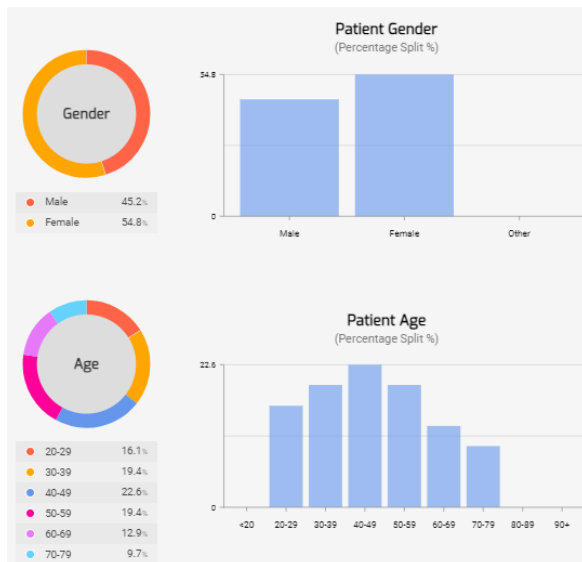 Patient Gender
(Percentage Split %)
Gender
54.8
0
Male
Female
Other
Male 45.2%
Female 54.8%
Patient Age
(Percentage Split %)
Age
22.6
0
<20
20-29
30-39
40-49
50-59
60-69
70-79
80-89
90+
20-29 16.1%
30-39 19.4%
40-49 22.6%
50-59 19.4%
60-69 12.9%
70-79 9.7%